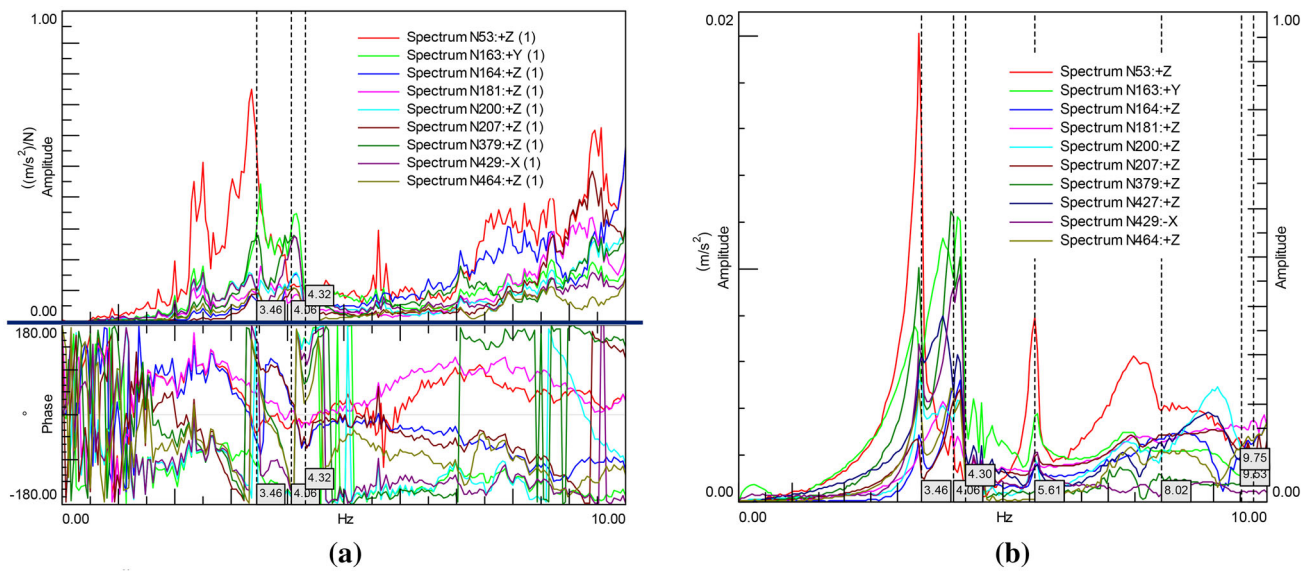 1.00
((m/s²)/N)
Amplitude
0.00
Spectrum N53:+Z (1)
Spectrum N163:+Y (1)
Spectrum N164:+Z (1)
Spectrum N181:+Z (1)
Spectrum N200:+Z (1)
Spectrum N207:+Z (1)
Spectrum N379:+Z (1)
Spectrum N429:-X (1)
Spectrum N464:+Z (1)
3.46
4.06
4.32
180.00
°
Phase
-180.00
3.46
4.06
4.32
0.00
Hz
10.00
(a)
0.02
(m/s²)
Amplitude
0.00
Spectrum N53:+Z
Spectrum N163:+Y
Spectrum N164:+Z
Spectrum N181:+Z
Spectrum N200:+Z
Spectrum N207:+Z
Spectrum N379:+Z
Spectrum N427:+Z
Spectrum N429:-X
Spectrum N464:+Z
3.46
4.06
4.30
5.61
8.02
9.63
9.75
1.00
Amplitude
0.00
0.00
Hz
10.00
(b)